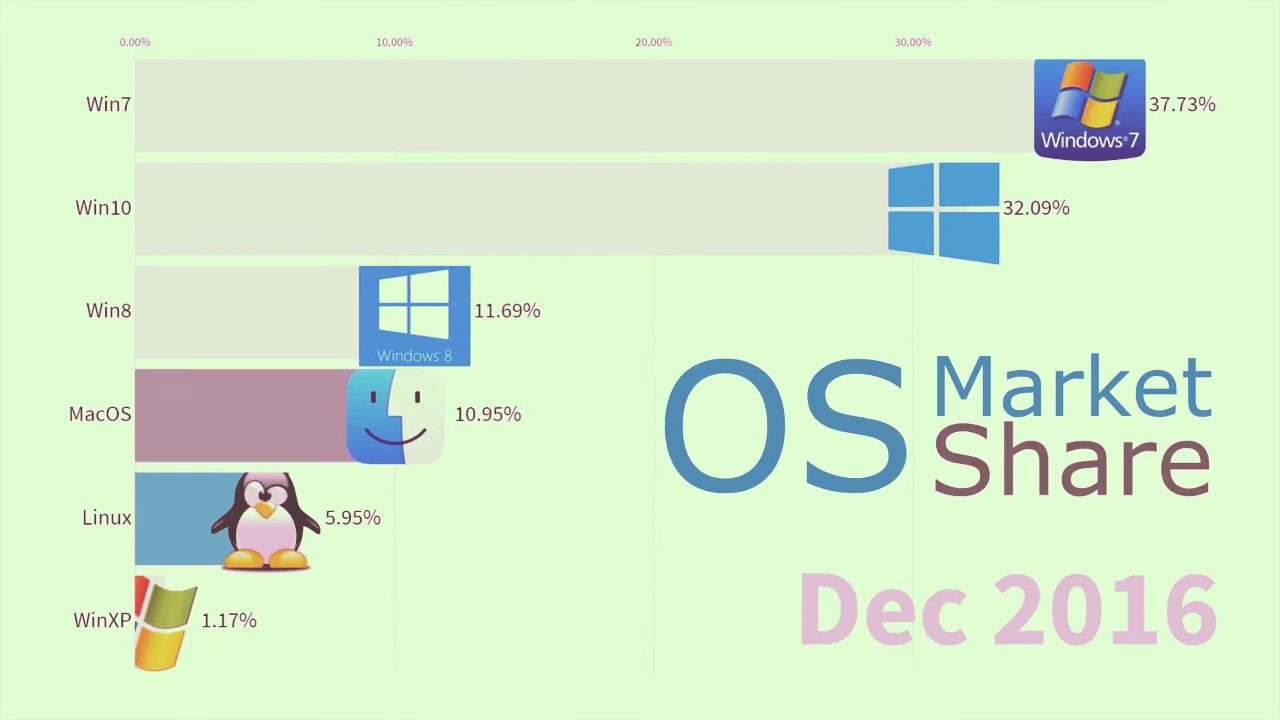 0.00% 10.00% 20.00% 30.00%
Win7 Windows®7 37.73%
Win10 32.09%
Win8 11.69%
Windows 8
MacOS 10.95%
OS Market
Share
Linux 5.95%
WinXP 1.17%
Dec 2016